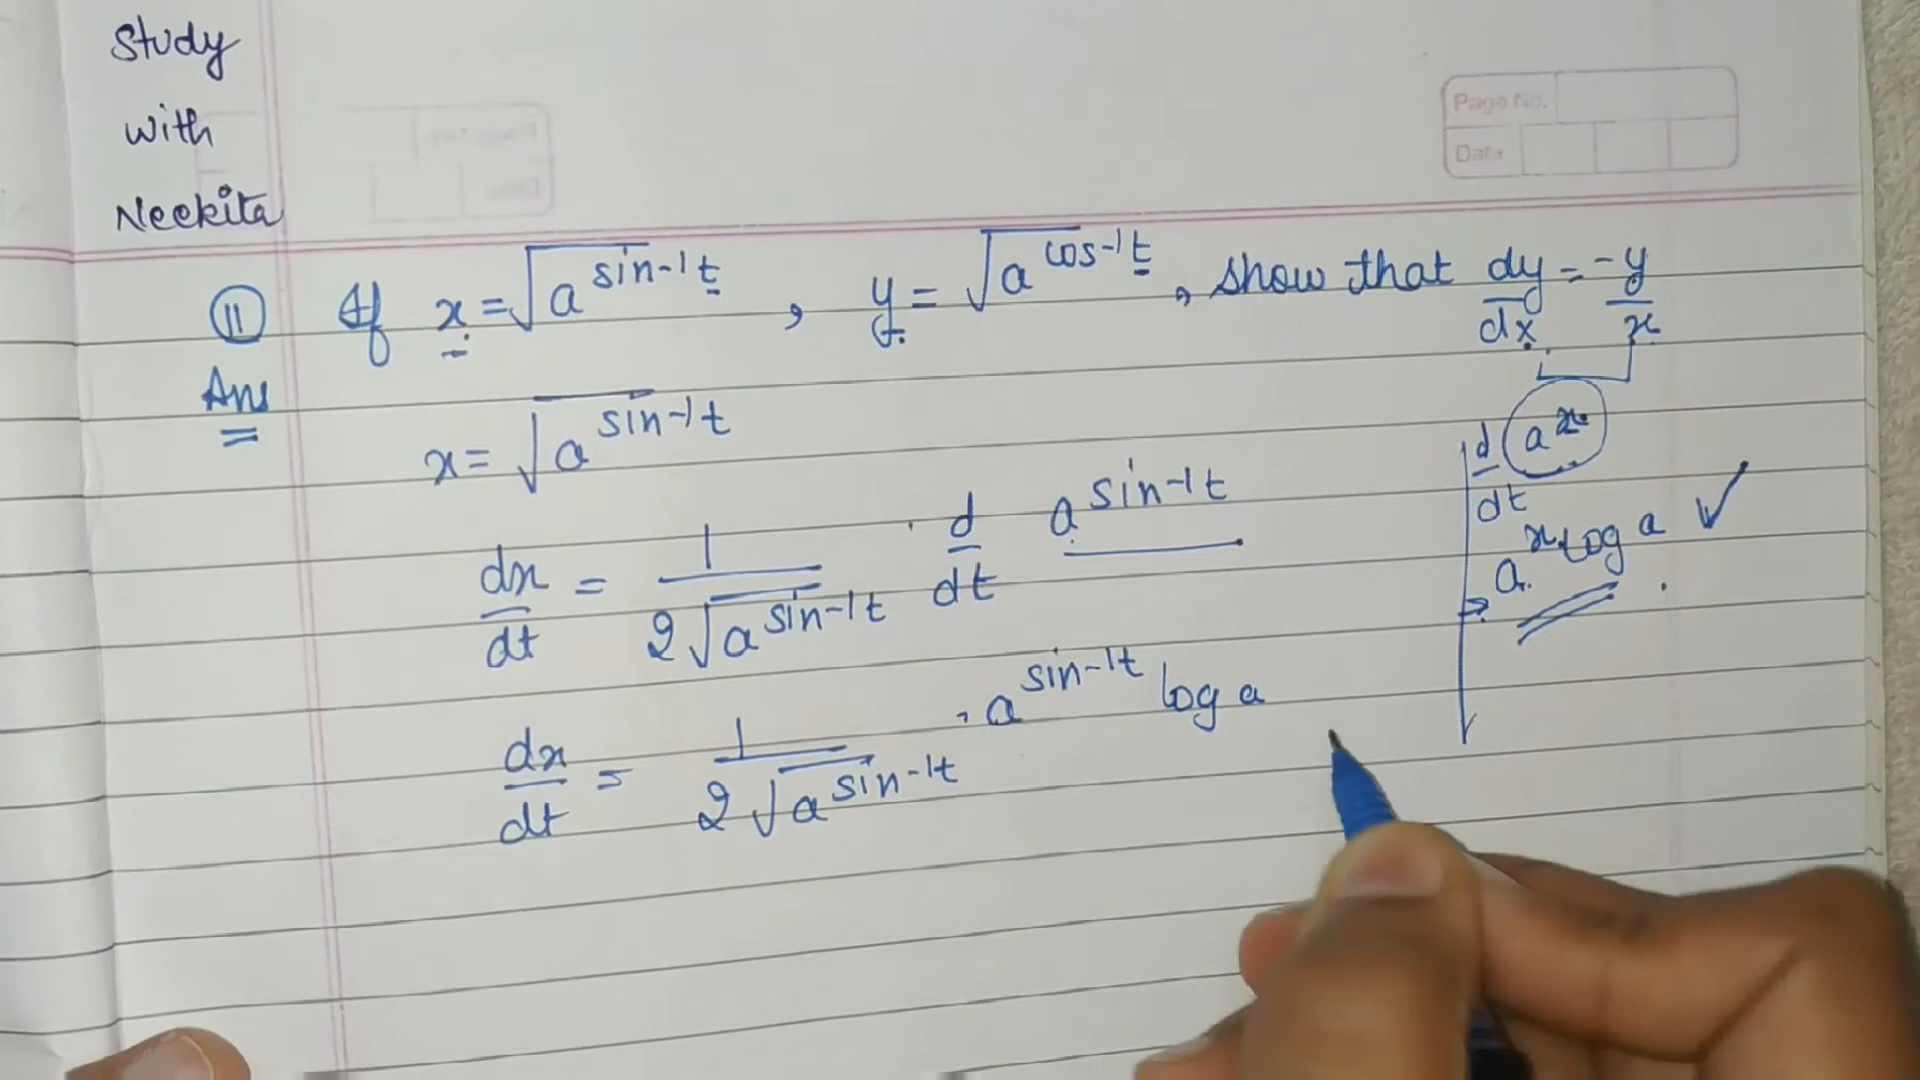 Study
with
Neekita
Page No.
Date
(11) If x = √a^sin-1t , y = √a^cos-1t , show that dy/dx = -y/x
Ans
x = √a^sin-1t
d/dt (a^x)
a^x log a ✓
dx/dt = 1/2√a^sin-1t · d/dt a^sin-1t
dx/dt = 1/2√a^sin-1t · a^sin-1t log a